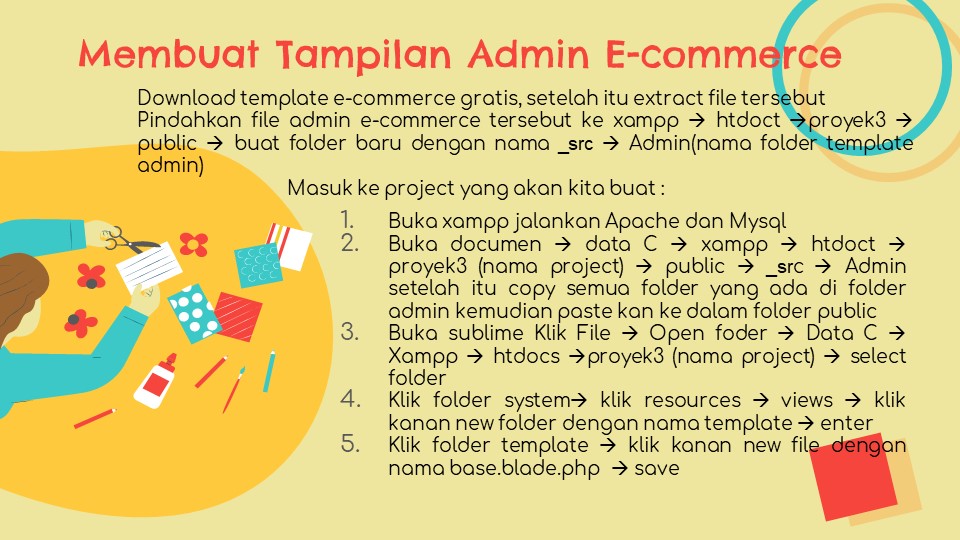 Membuat Tampilan Admin E-commerce
Download template e-commerce gratis, setelah itu extract file tersebut
Pindahkan file admin e-commerce tersebut ke xampp → htdoct →proyek3 →
public → buat folder baru dengan nama _src → Admin(nama folder template
admin)
Masuk ke project yang akan kita buat :
1. Buka xampp jalankan Apache dan Mysql
2. Buka documen → data C → xampp → htdoct →
proyek3 (nama project) → public → _src → Admin
setelah itu copy semua folder yang ada di folder
admin kemudian paste kan ke dalam folder public
3. Buka sublime Klik File → Open foder → Data C →
Xampp → htdocs →proyek3 (nama project) → select
folder
4. Klik folder system→ klik resources → views → klik
kanan new folder dengan nama template → enter
5. Klik folder template → klik kanan new file dengan
nama base.blade.php → save